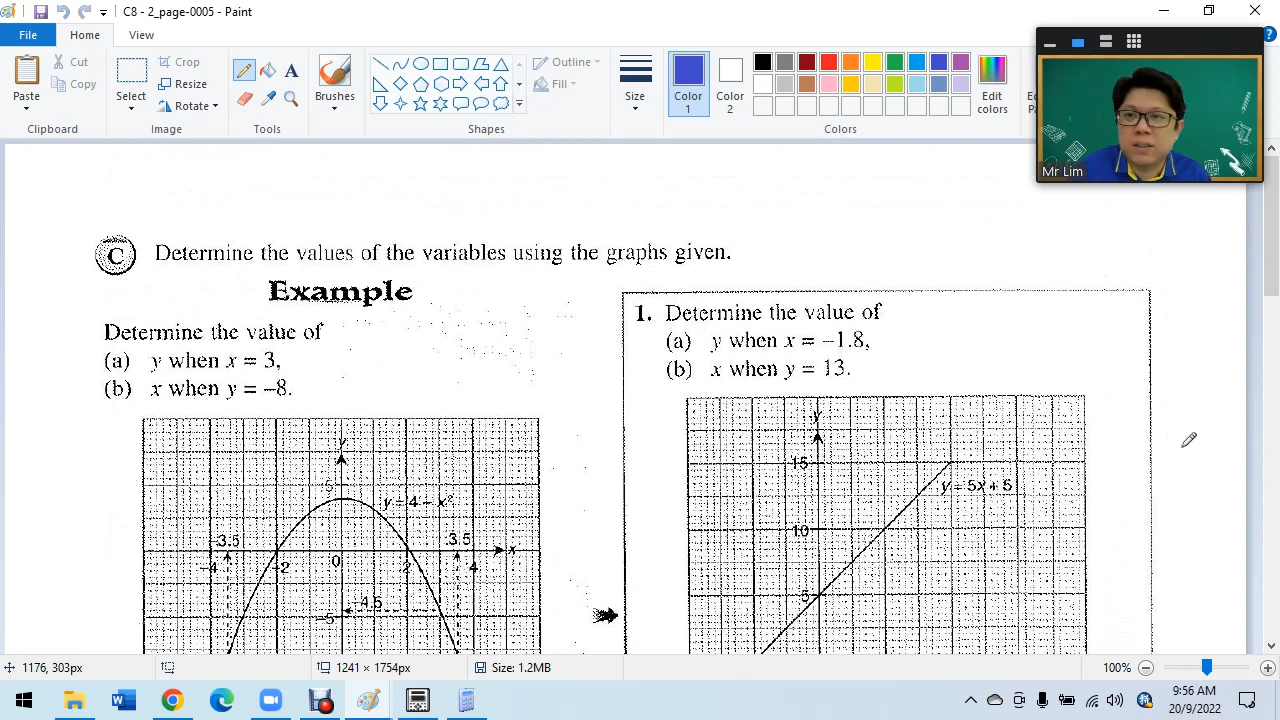 C8 - 2_page-0005 - Paint
File
Home
View
Paste
Cut
Copy
Clipboard
Select
Crop
Resize
Rotate
Image
A
Tools
Brushes
Outline
Fill
Shapes
Size
Color 1
Color 2
Edit colors
Colors
Mr Lim
C Determine the values of the variables using the graphs given.
Example
Determine the value of
(a) y when x = 3,
(b) x when y = –8.
y
5
y = 4 – x²
–3.5
3.5
x
–4
–2
0
2
4
–4.5
–5
1. Determine the value of
(a) y when x = –1.8,
(b) x when y = 13.
y
15
y = 5x + 5
10
5
1176, 303px
1241 × 1754px
Size: 1.2MB
100%
9:56 AM
20/9/2022